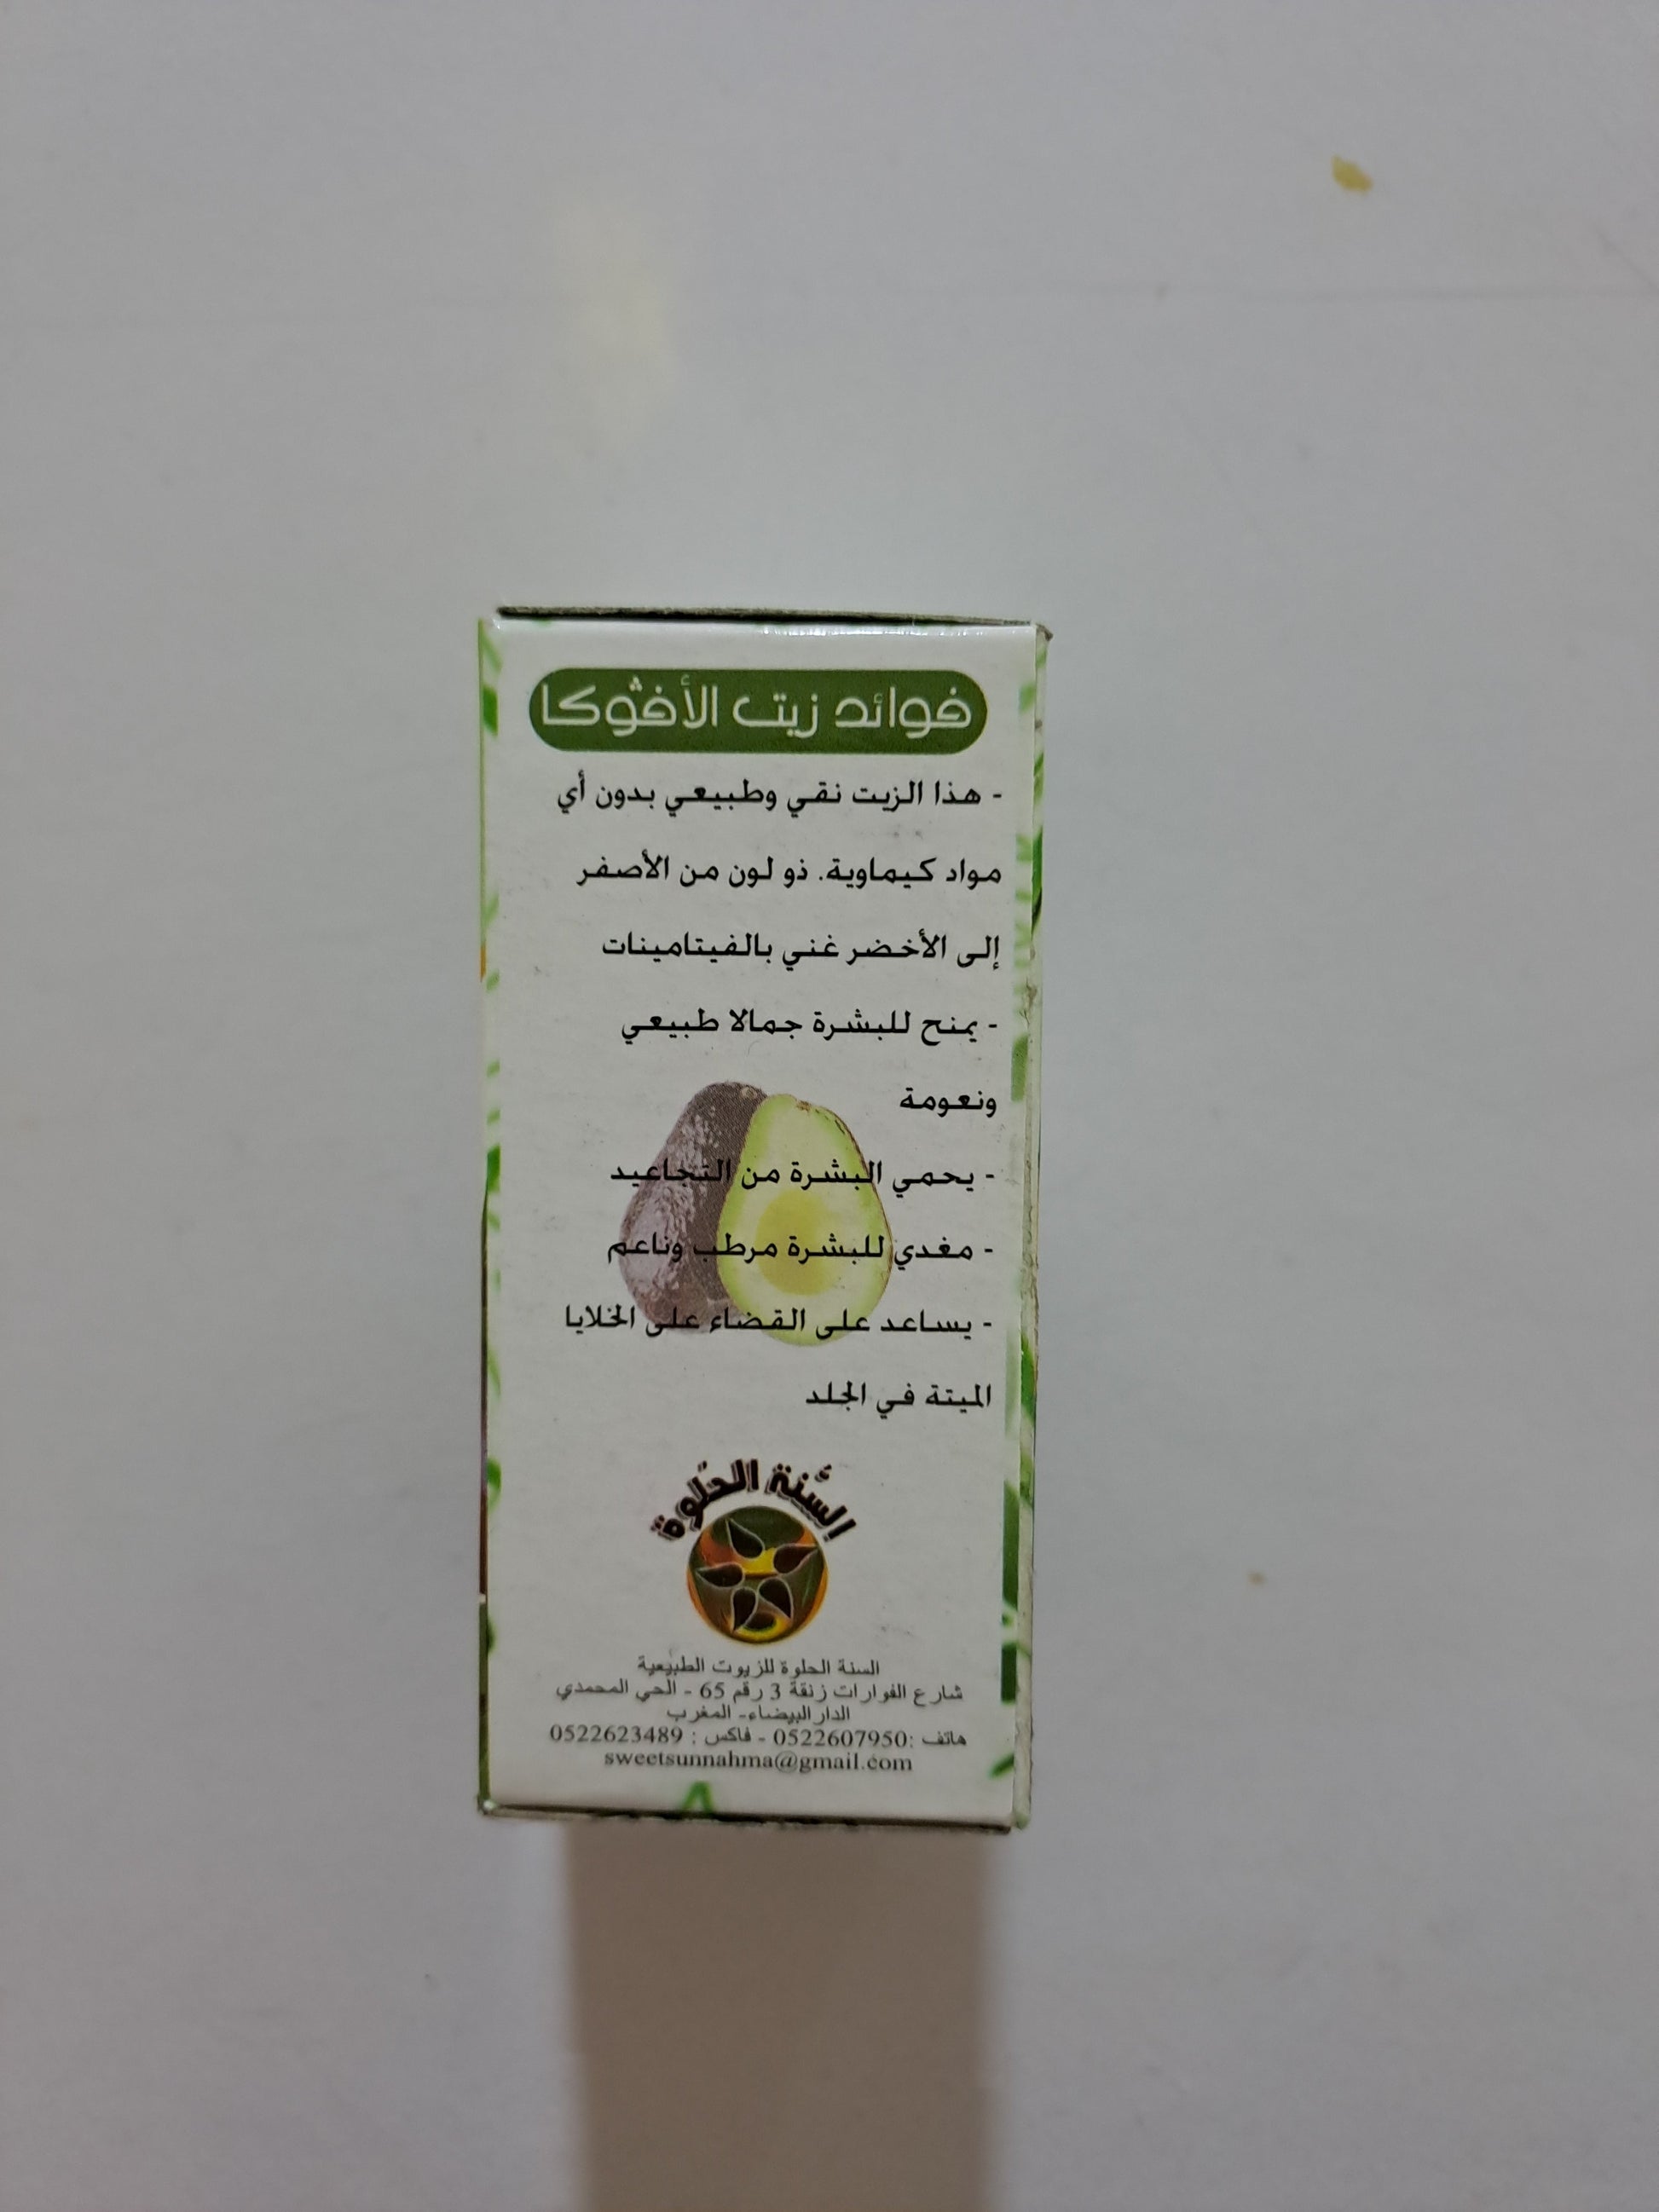 فوائد زيت الأفوكا
- هذا الزيت نقي وطبيعي بدون أي
مواد كيماوية. ذو لون من الأصفر
إلى الأخضر غني بالفيتامينات
- يمنح للبشرة جمالا طبيعي
ونعومة
- يحمي البشرة من التجاعيد
- مغدي للبشرة مرطب وناعم
- يساعد على القضاء على الخلايا
الميتة في الجلد
السُّنة الحلوة
السنة الحلوة للزيوت الطبيعية
شارع الفوارات زنقة 3 رقم 65 - الحي المحمدي
الدار البيضاء- المغرب
هاتف :0522607950 - فاكس : 0522623489
sweetsunnahma@gmail.com